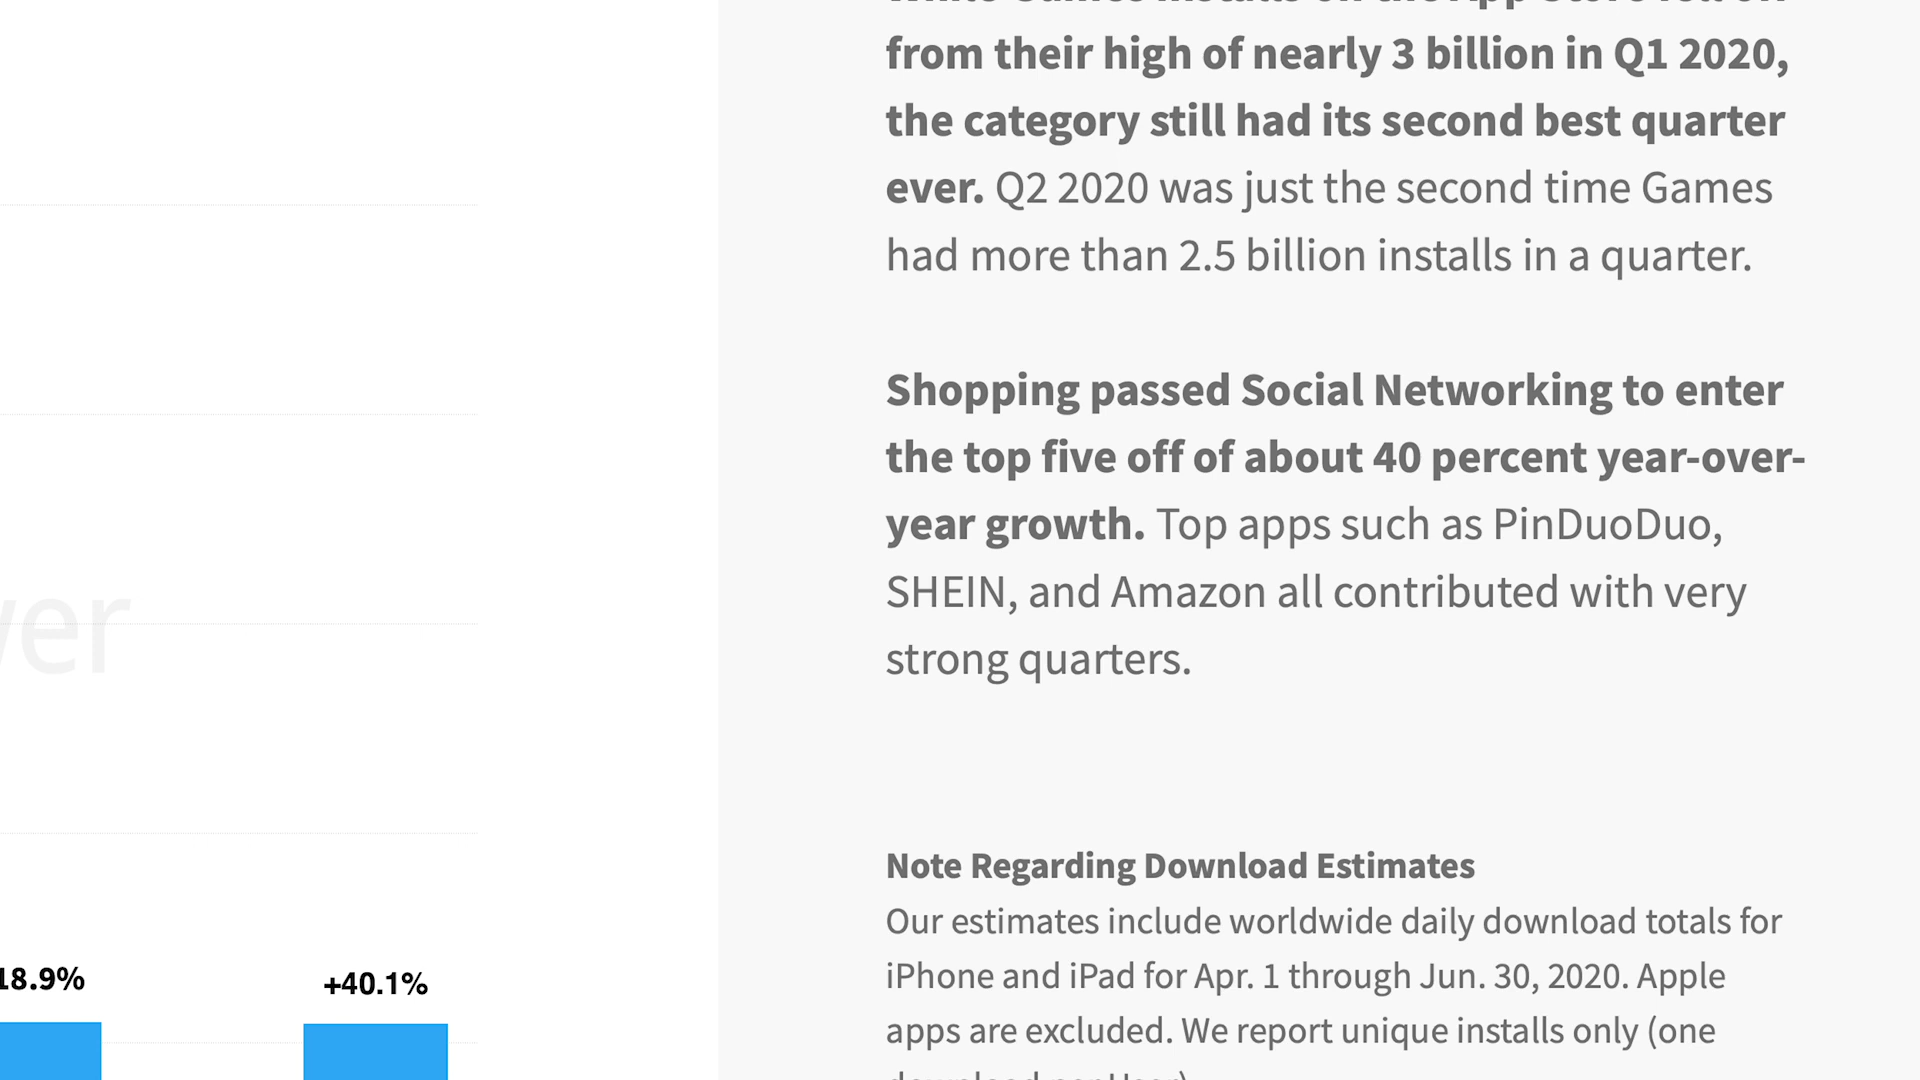 from their high of nearly 3 billion in Q1 2020,
the category still had its second best quarter
ever. Q2 2020 was just the second time Games
had more than 2.5 billion installs in a quarter.
Shopping passed Social Networking to enter
the top five off of about 40 percent year-over-
year growth. Top apps such as PinDuoDuo,
SHEIN, and Amazon all contributed with very
strong quarters.
Note Regarding Download Estimates
Our estimates include worldwide daily download totals for
iPhone and iPad for Apr. 1 through Jun. 30, 2020. Apple
apps are excluded. We report unique installs only (one
18.9%
+40.1%